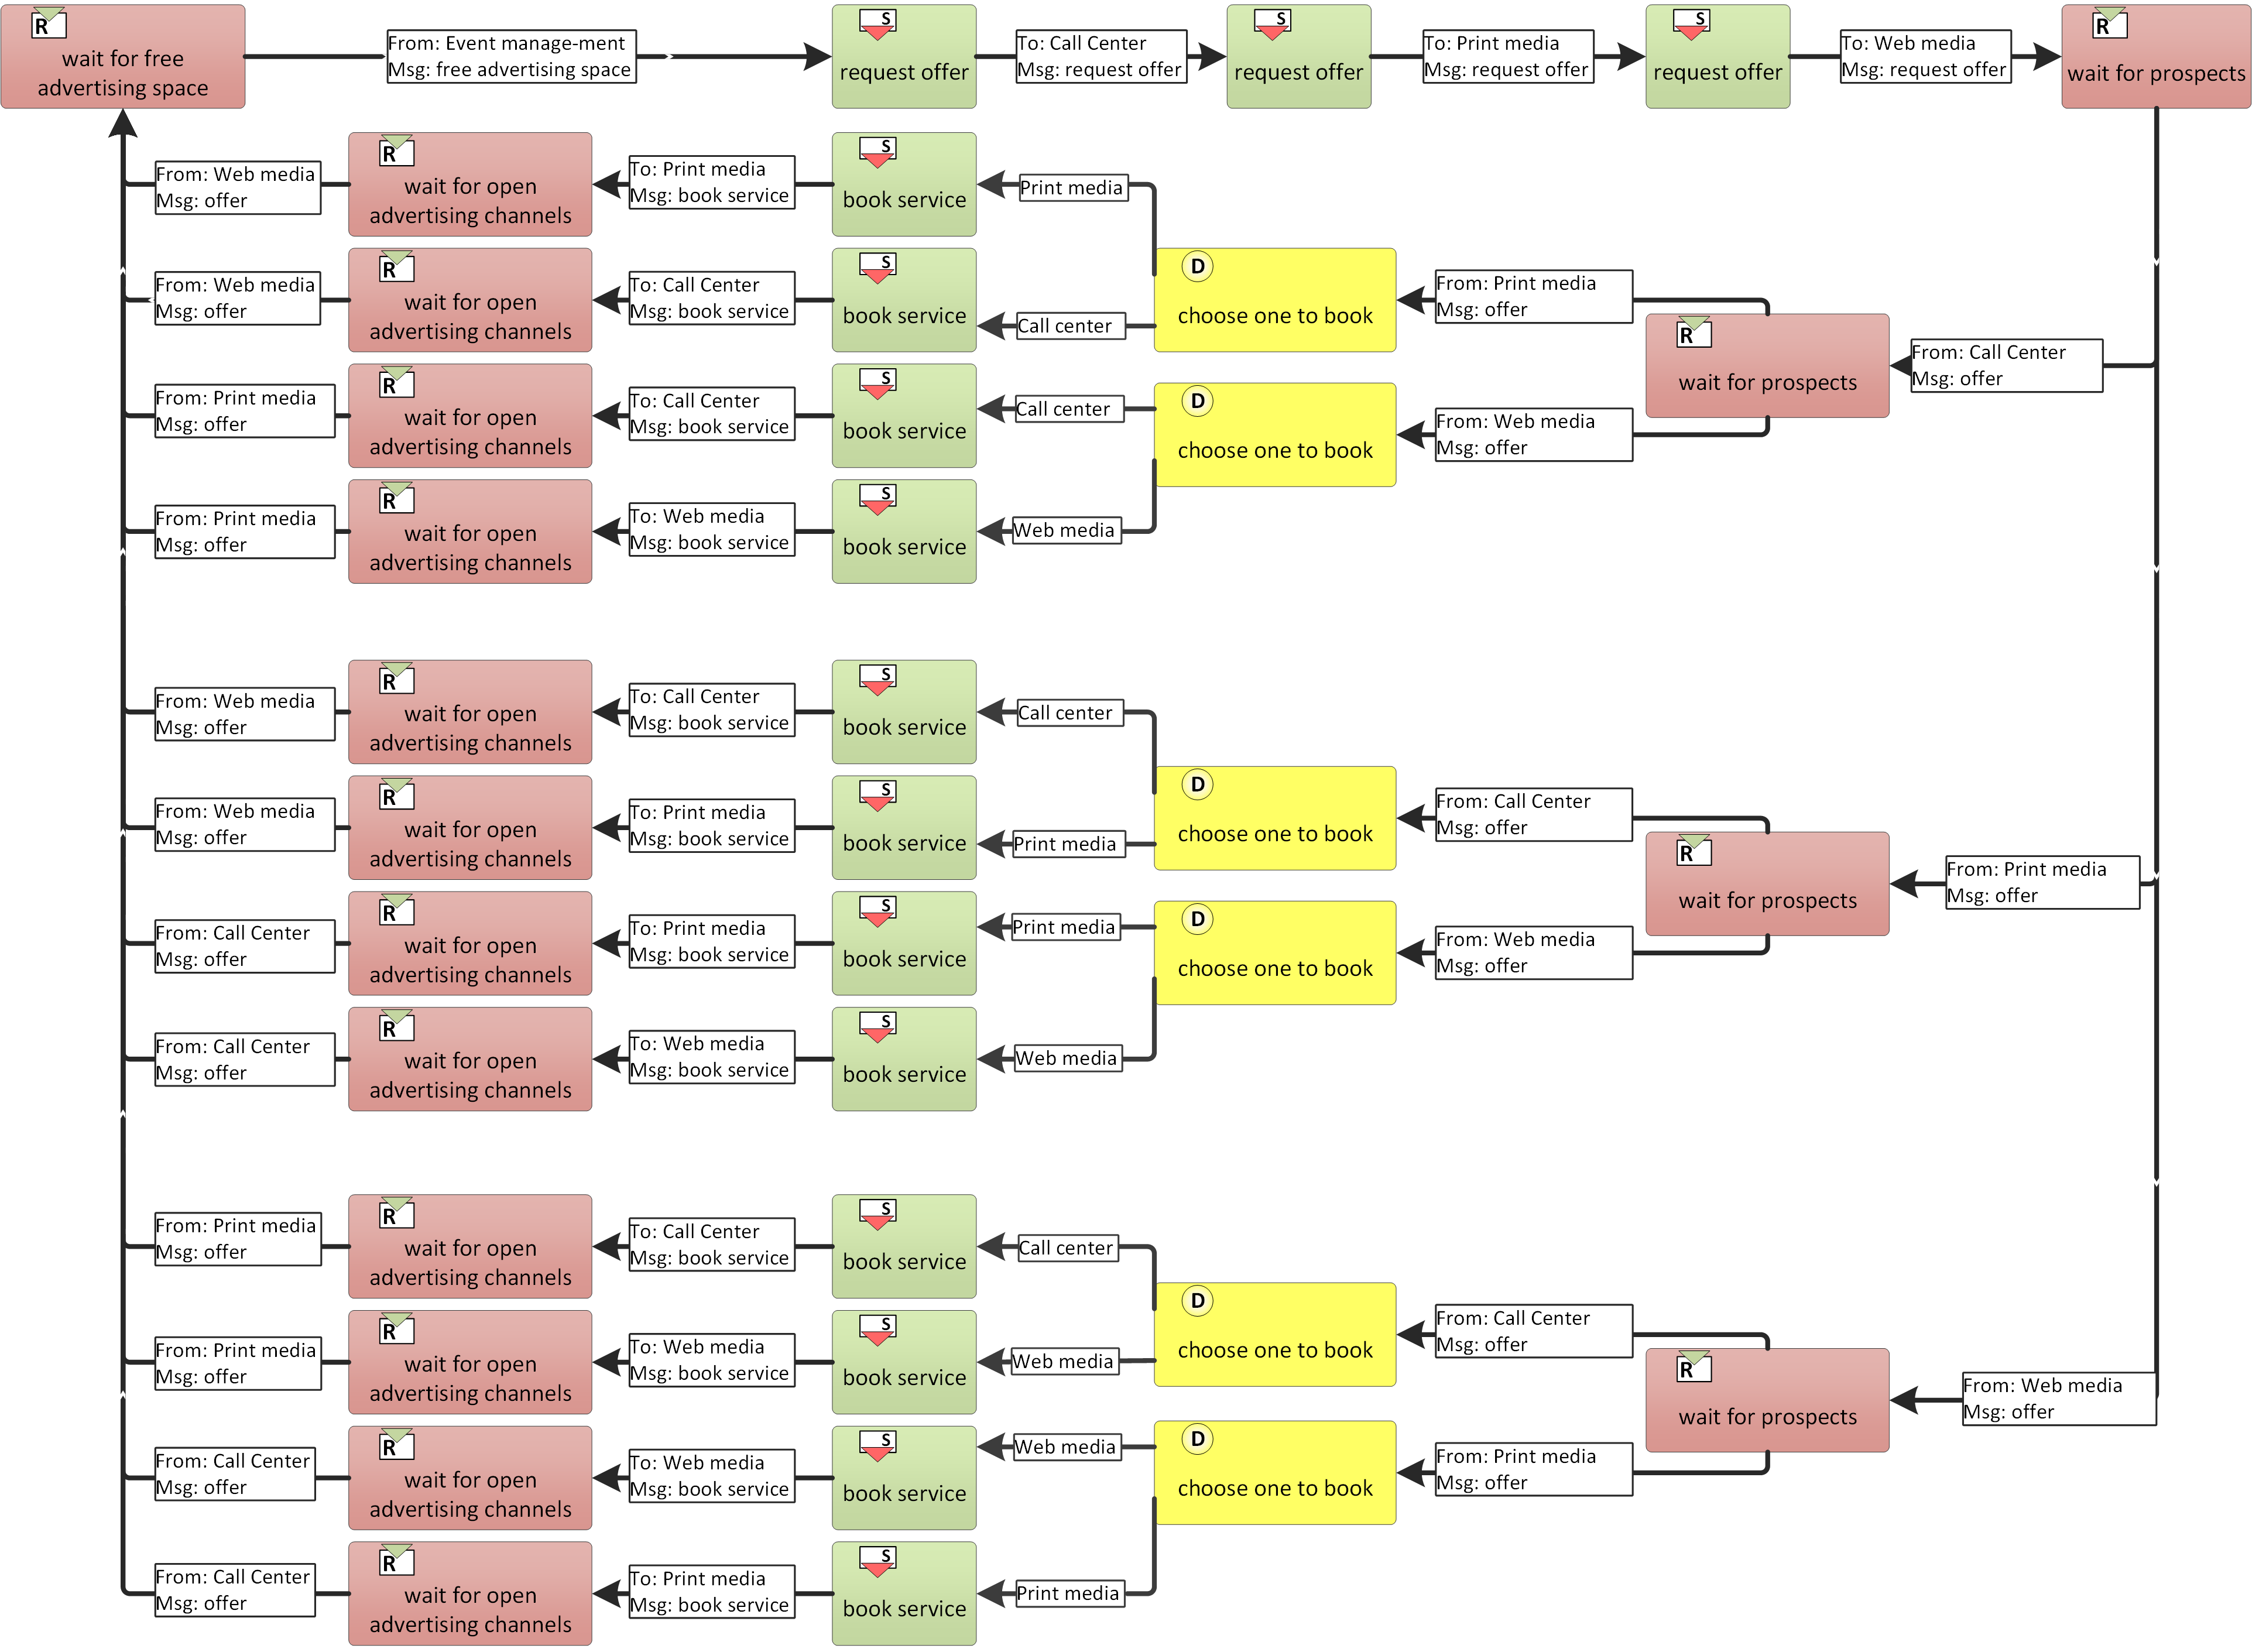 R
wait for free
advertising space
From: Event manage-ment
Msg: free advertising space
S
request offer
To: Call Center
Msg: request offer
S
request offer
To: Print media
Msg: request offer
S
request offer
To: Web media
Msg: request offer
R
wait for prospects
From: Web media
Msg: offer
R
wait for open
advertising channels
To: Print media
Msg: book service
S
book service
Print media
From: Web media
Msg: offer
R
wait for open
advertising channels
To: Call Center
Msg: book service
S
book service
Call center
D
choose one to book
From: Print media
Msg: offer
R
wait for prospects
From: Call Center
Msg: offer
From: Print media
Msg: offer
R
wait for open
advertising channels
To: Call Center
Msg: book service
S
book service
Call center
D
choose one to book
From: Web media
Msg: offer
From: Print media
Msg: offer
R
wait for open
advertising channels
To: Web media
Msg: book service
S
book service
Web media
From: Web media
Msg: offer
R
wait for open
advertising channels
To: Call Center
Msg: book service
S
book service
Call center
From: Web media
Msg: offer
R
wait for open
advertising channels
To: Print media
Msg: book service
S
book service
Print media
D
choose one to book
From: Call Center
Msg: offer
R
wait for prospects
From: Print media
Msg: offer
From: Call Center
Msg: offer
R
wait for open
advertising channels
To: Print media
Msg: book service
S
book service
Print media
D
choose one to book
From: Web media
Msg: offer
From: Call Center
Msg: offer
R
wait for open
advertising channels
To: Web media
Msg: book service
S
book service
Web media
From: Print media
Msg: offer
R
wait for open
advertising channels
To: Call Center
Msg: book service
S
book service
Call center
From: Print media
Msg: offer
R
wait for open
advertising channels
To: Web media
Msg: book service
S
book service
Web media
D
choose one to book
From: Call Center
Msg: offer
R
wait for prospects
From: Web media
Msg: offer
From: Call Center
Msg: offer
R
wait for open
advertising channels
To: Web media
Msg: book service
S
book service
Web media
D
choose one to book
From: Print media
Msg: offer
From: Call Center
Msg: offer
R
wait for open
advertising channels
To: Print media
Msg: book service
S
book service
Print media